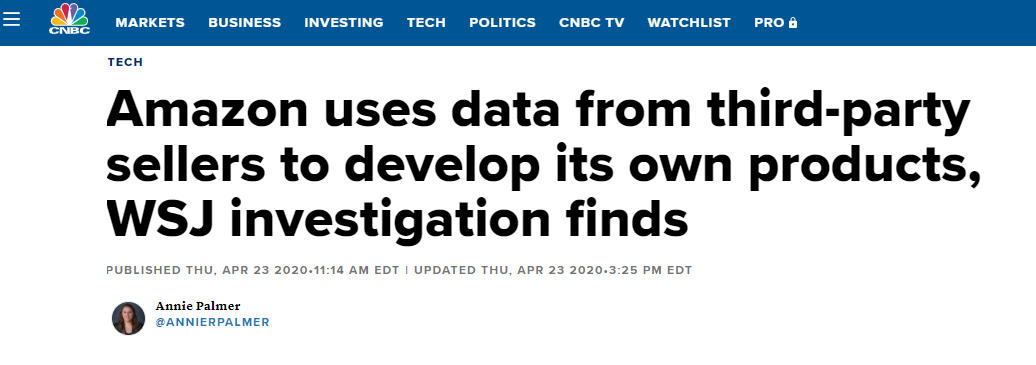 CNBC MARKETS BUSINESS INVESTING TECH POLITICS CNBC TV WATCHLIST PRO
TECH
Amazon uses data from third-party
sellers to develop its own products,
WSJ investigation finds
PUBLISHED THU, APR 23 2020•11:14 AM EDT | UPDATED THU, APR 23 2020•3:25 PM EDT
Annie Palmer
@ANNIERPALMER